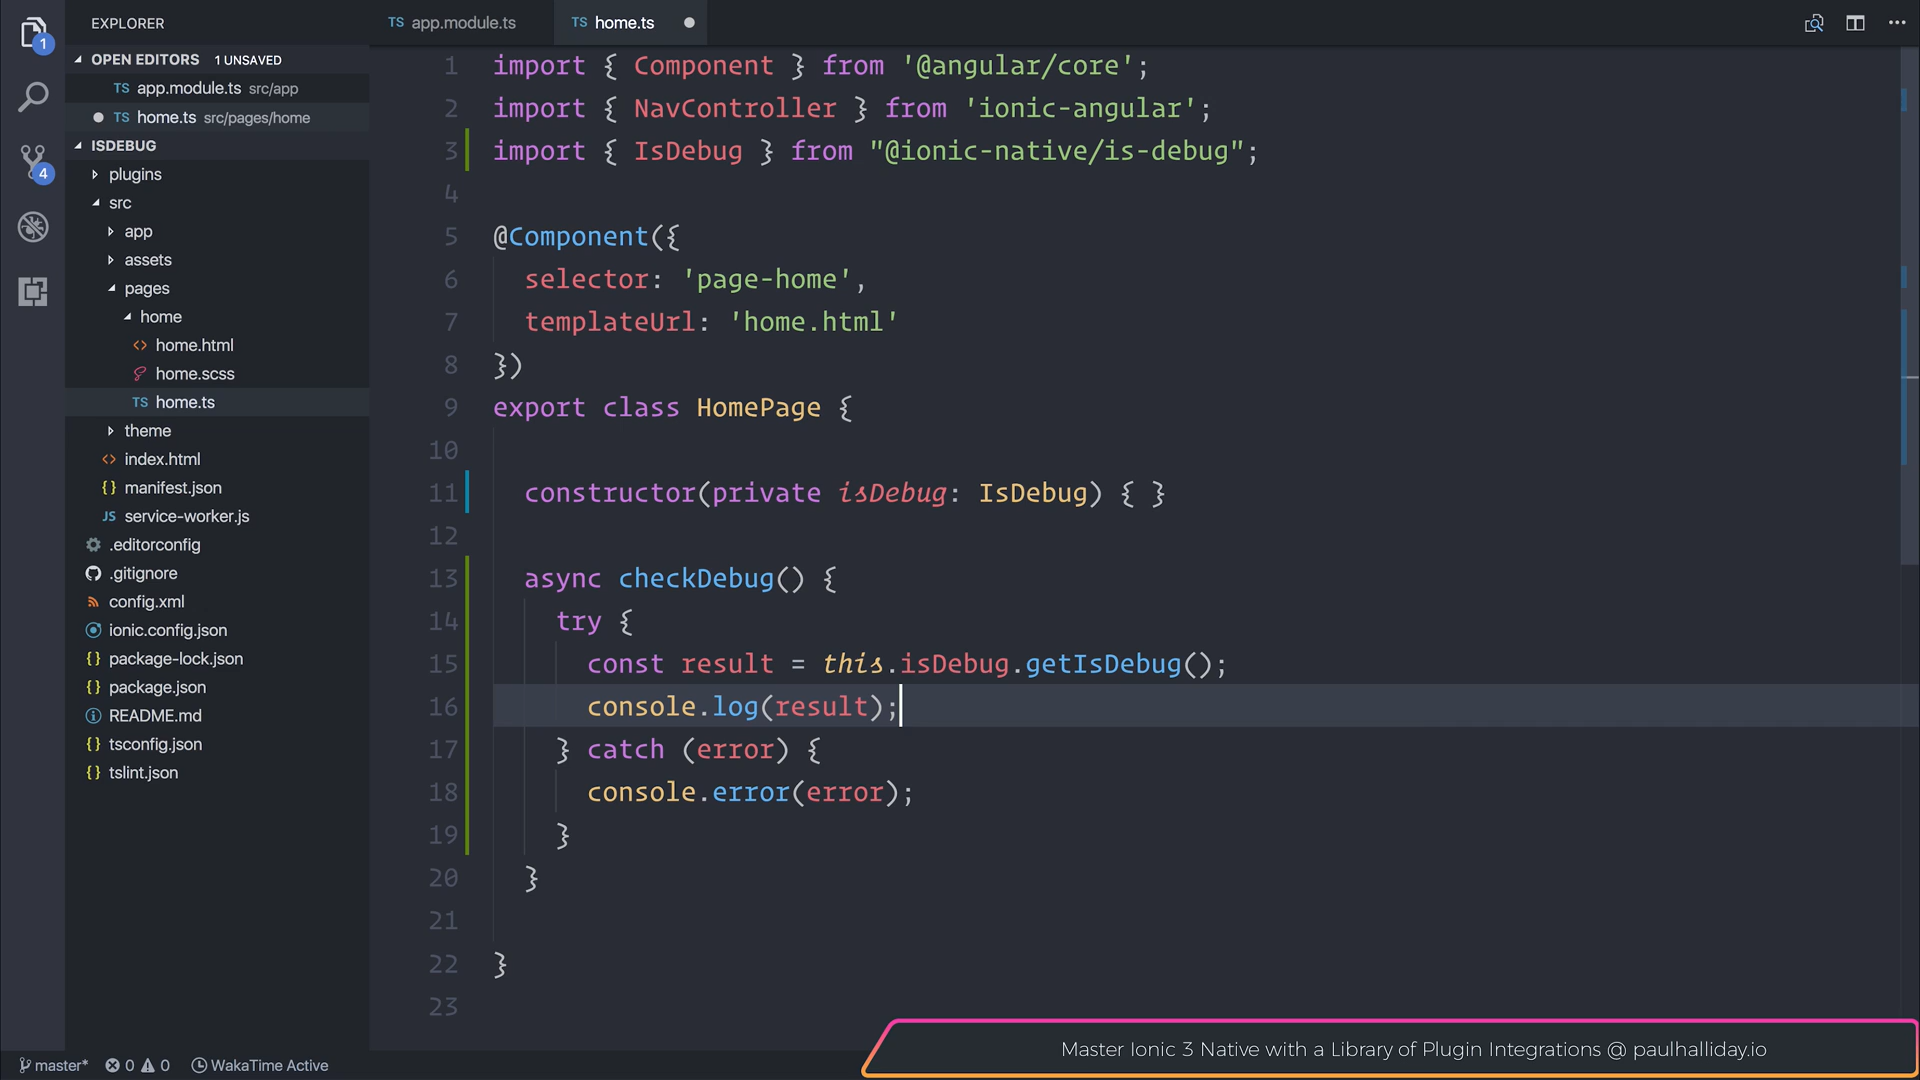 EXPLORER
OPEN EDITORS 1 UNSAVED
TS app.module.ts src/app
TS home.ts src/pages/home
ISDEBUG
plugins
src
app
assets
pages
home
<> home.html
home.scss
TS home.ts
theme
<> index.html
{} manifest.json
JS service-worker.js
.editorconfig
.gitignore
config.xml
ionic.config.json
{} package-lock.json
{} package.json
README.md
{} tsconfig.json
{} tslint.json
1
4
TS app.module.ts
TS home.ts
1 import { Component } from '@angular/core';
2 import { NavController } from 'ionic-angular';
3 import { IsDebug } from "@ionic-native/is-debug";
4
5 @Component({
6 selector: 'page-home',
7 templateUrl: 'home.html'
8 })
9 export class HomePage {
10
11 constructor(private isDebug: IsDebug) { }
12
13 async checkDebug() {
14 try {
15 const result = this.isDebug.getIsDebug();
16 console.log(result);
17 } catch (error) {
18 console.error(error);
19 }
20 }
21
22 }
23
master* 0 0 WakaTime Active
Master Ionic 3 Native with a Library of Plugin Integrations @ paulhalliday.io